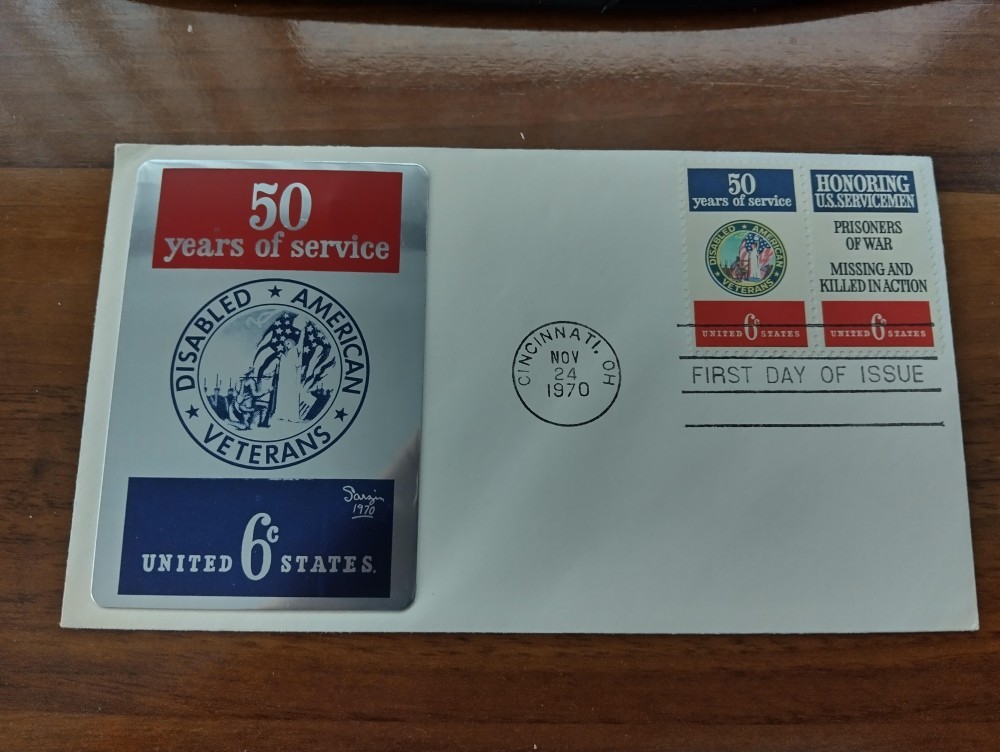 50
years of service
DISABLED ★ AMERICAN ★ VETERANS ★
Sarzin
1970
UNITED 6c STATES.
CINCINNATI, OH
NOV
24
1970
50
years of service
DISABLED ★ AMERICAN ★ VETERANS ★
UNITED 6c STATES
HONORING
U.S. SERVICEMEN
PRISONERS
OF WAR
MISSING AND
KILLED IN ACTION
UNITED 6c STATES
FIRST DAY OF ISSUE